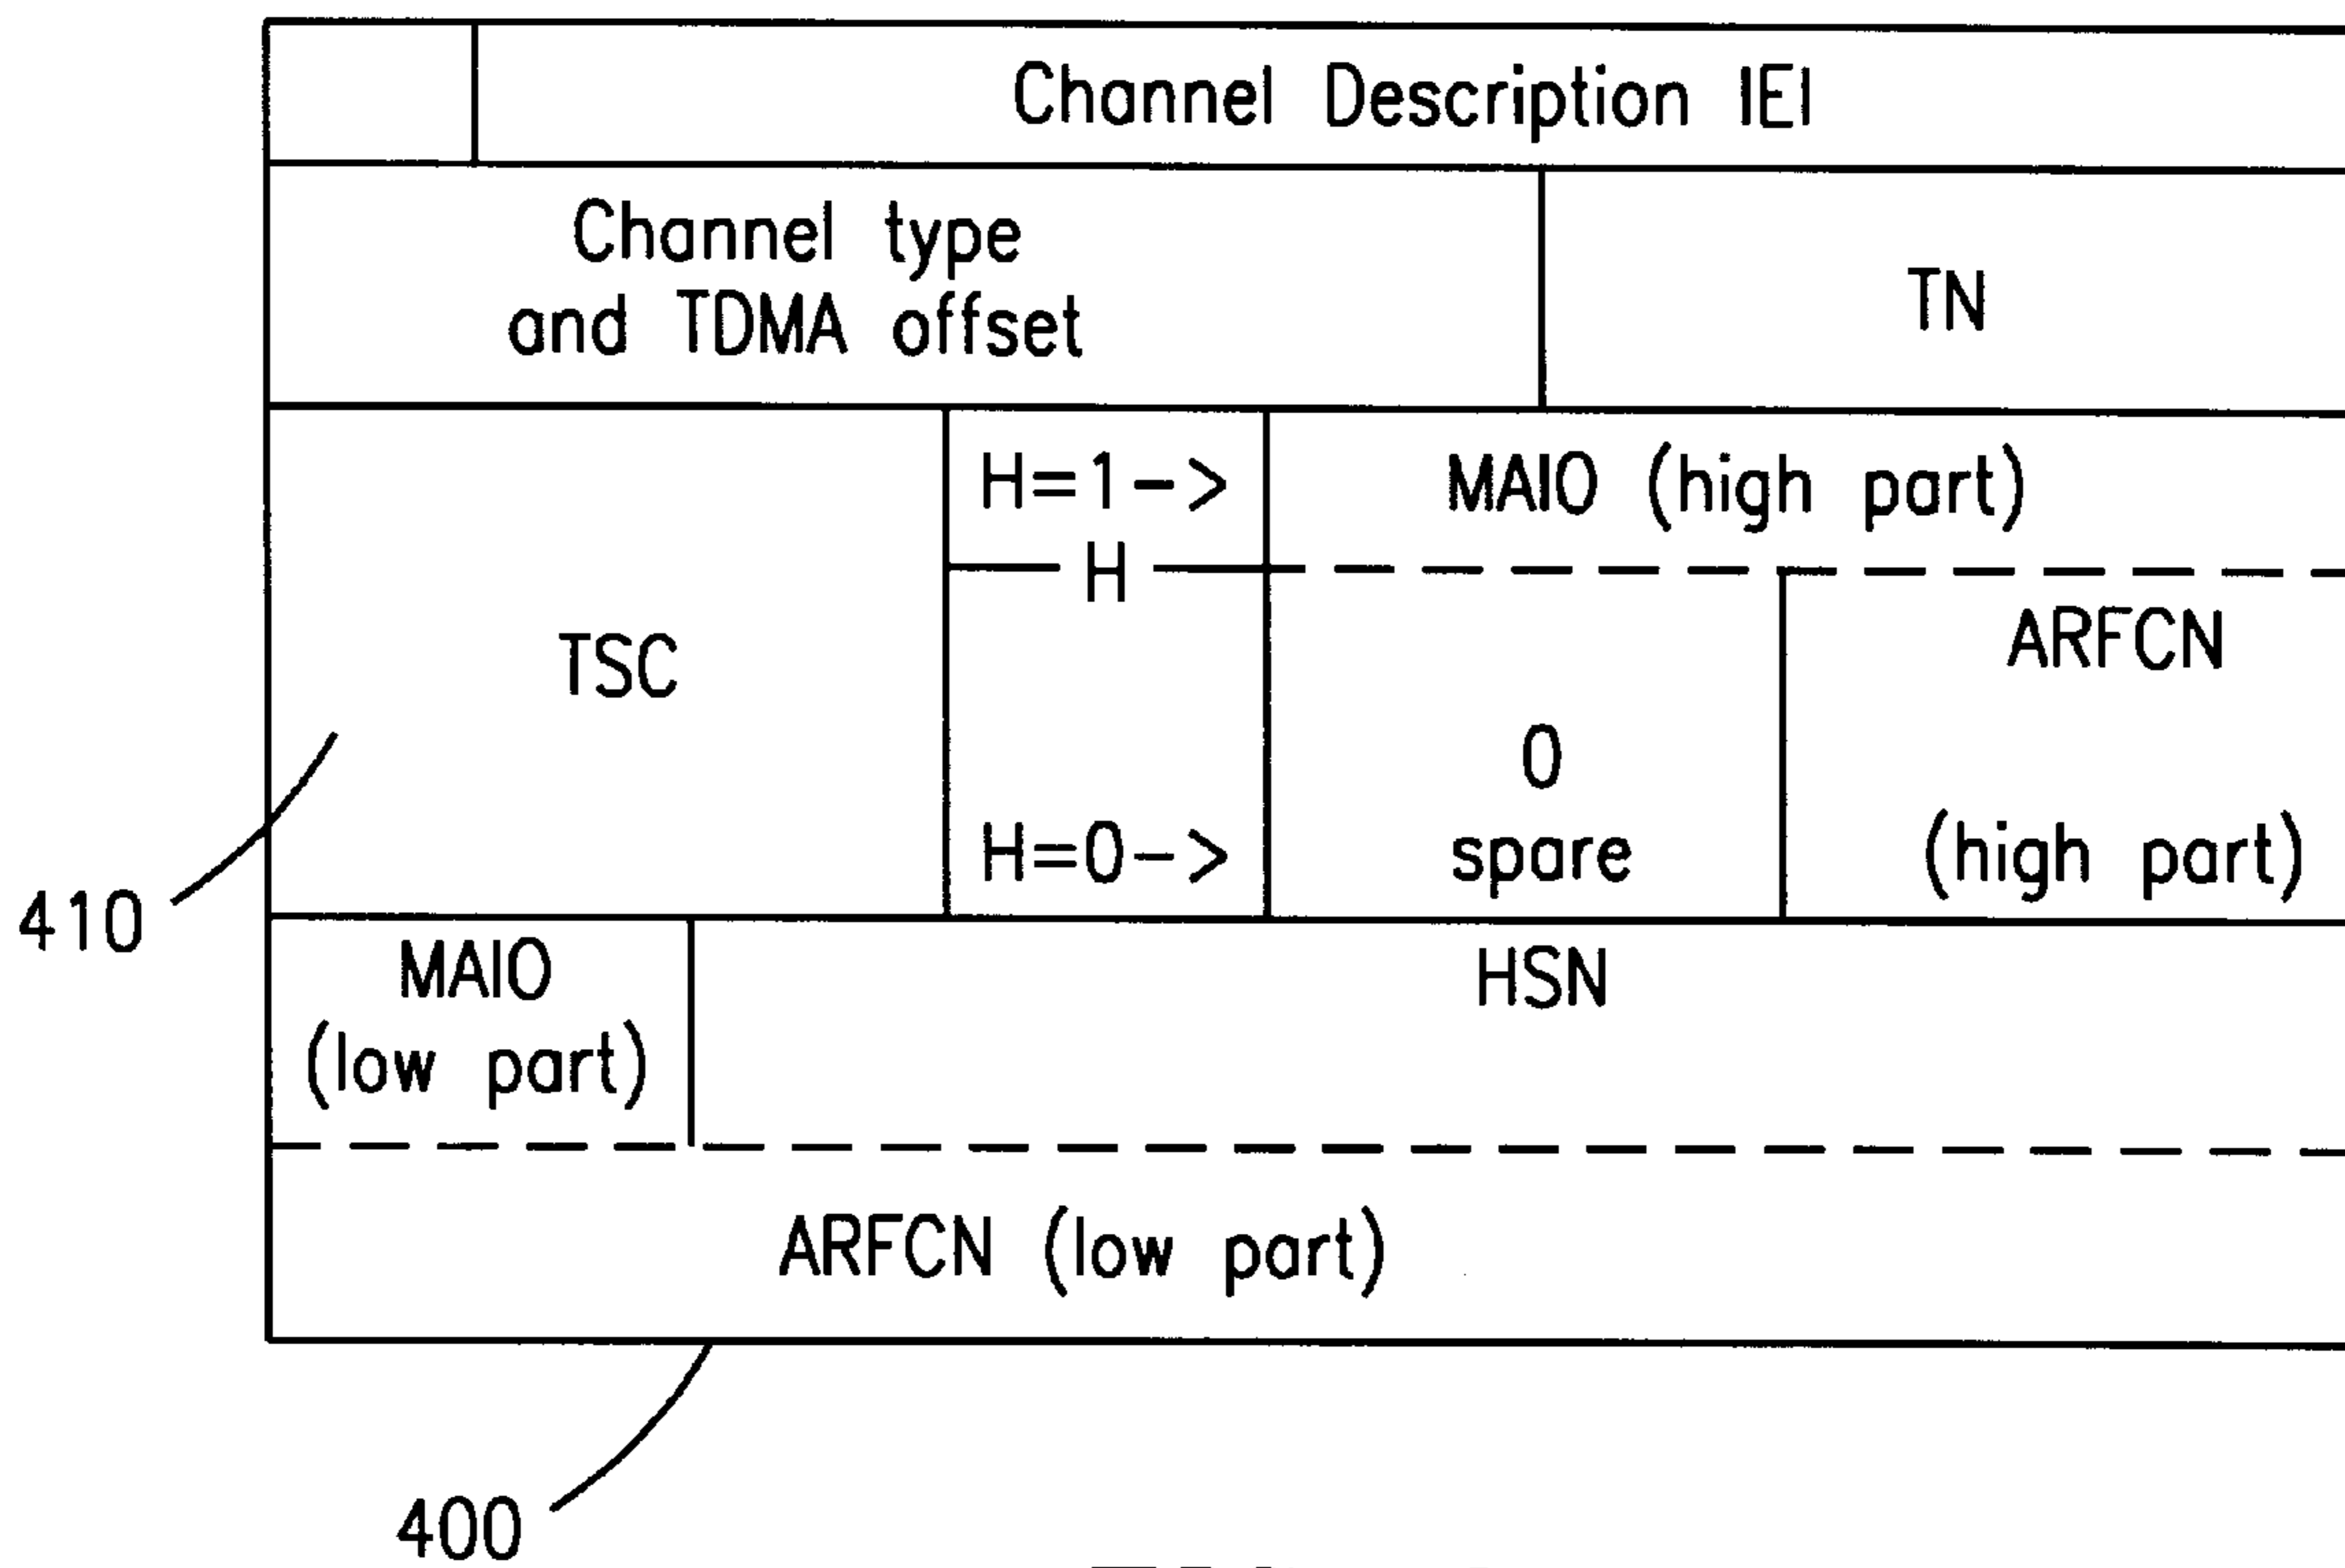 Channel Description IEI
Channel type
and TDMA offset
TN
H=1->
MAIO (high part)
H
TSC
ARFCN
0
spare
H=0->
(high part)
410
MAIO
(low part)
HSN
ARFCN (low part)
400